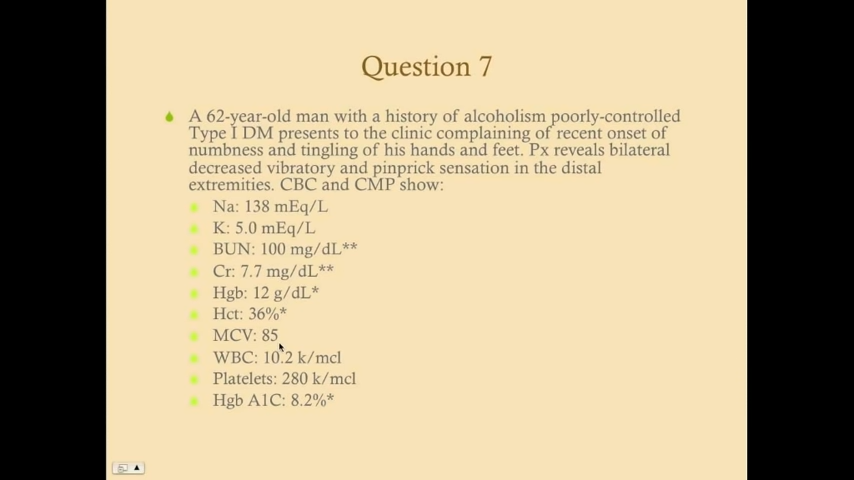 Question 7
A 62-year-old man with a history of alcoholism poorly-controlled
Type I DM presents to the clinic complaining of recent onset of
numbness and tingling of his hands and feet. Px reveals bilateral
decreased vibratory and pinprick sensation in the distal
extremities. CBC and CMP show:
Na: 138 mEq/L
K: 5.0 mEq/L
BUN: 100 mg/dL**
Cr: 7.7 mg/dL**
Hgb: 12 g/dL*
Hct: 36%*
MCV: 85
WBC: 10.2 k/mcl
Platelets: 280 k/mcl
Hgb A1C: 8.2%*